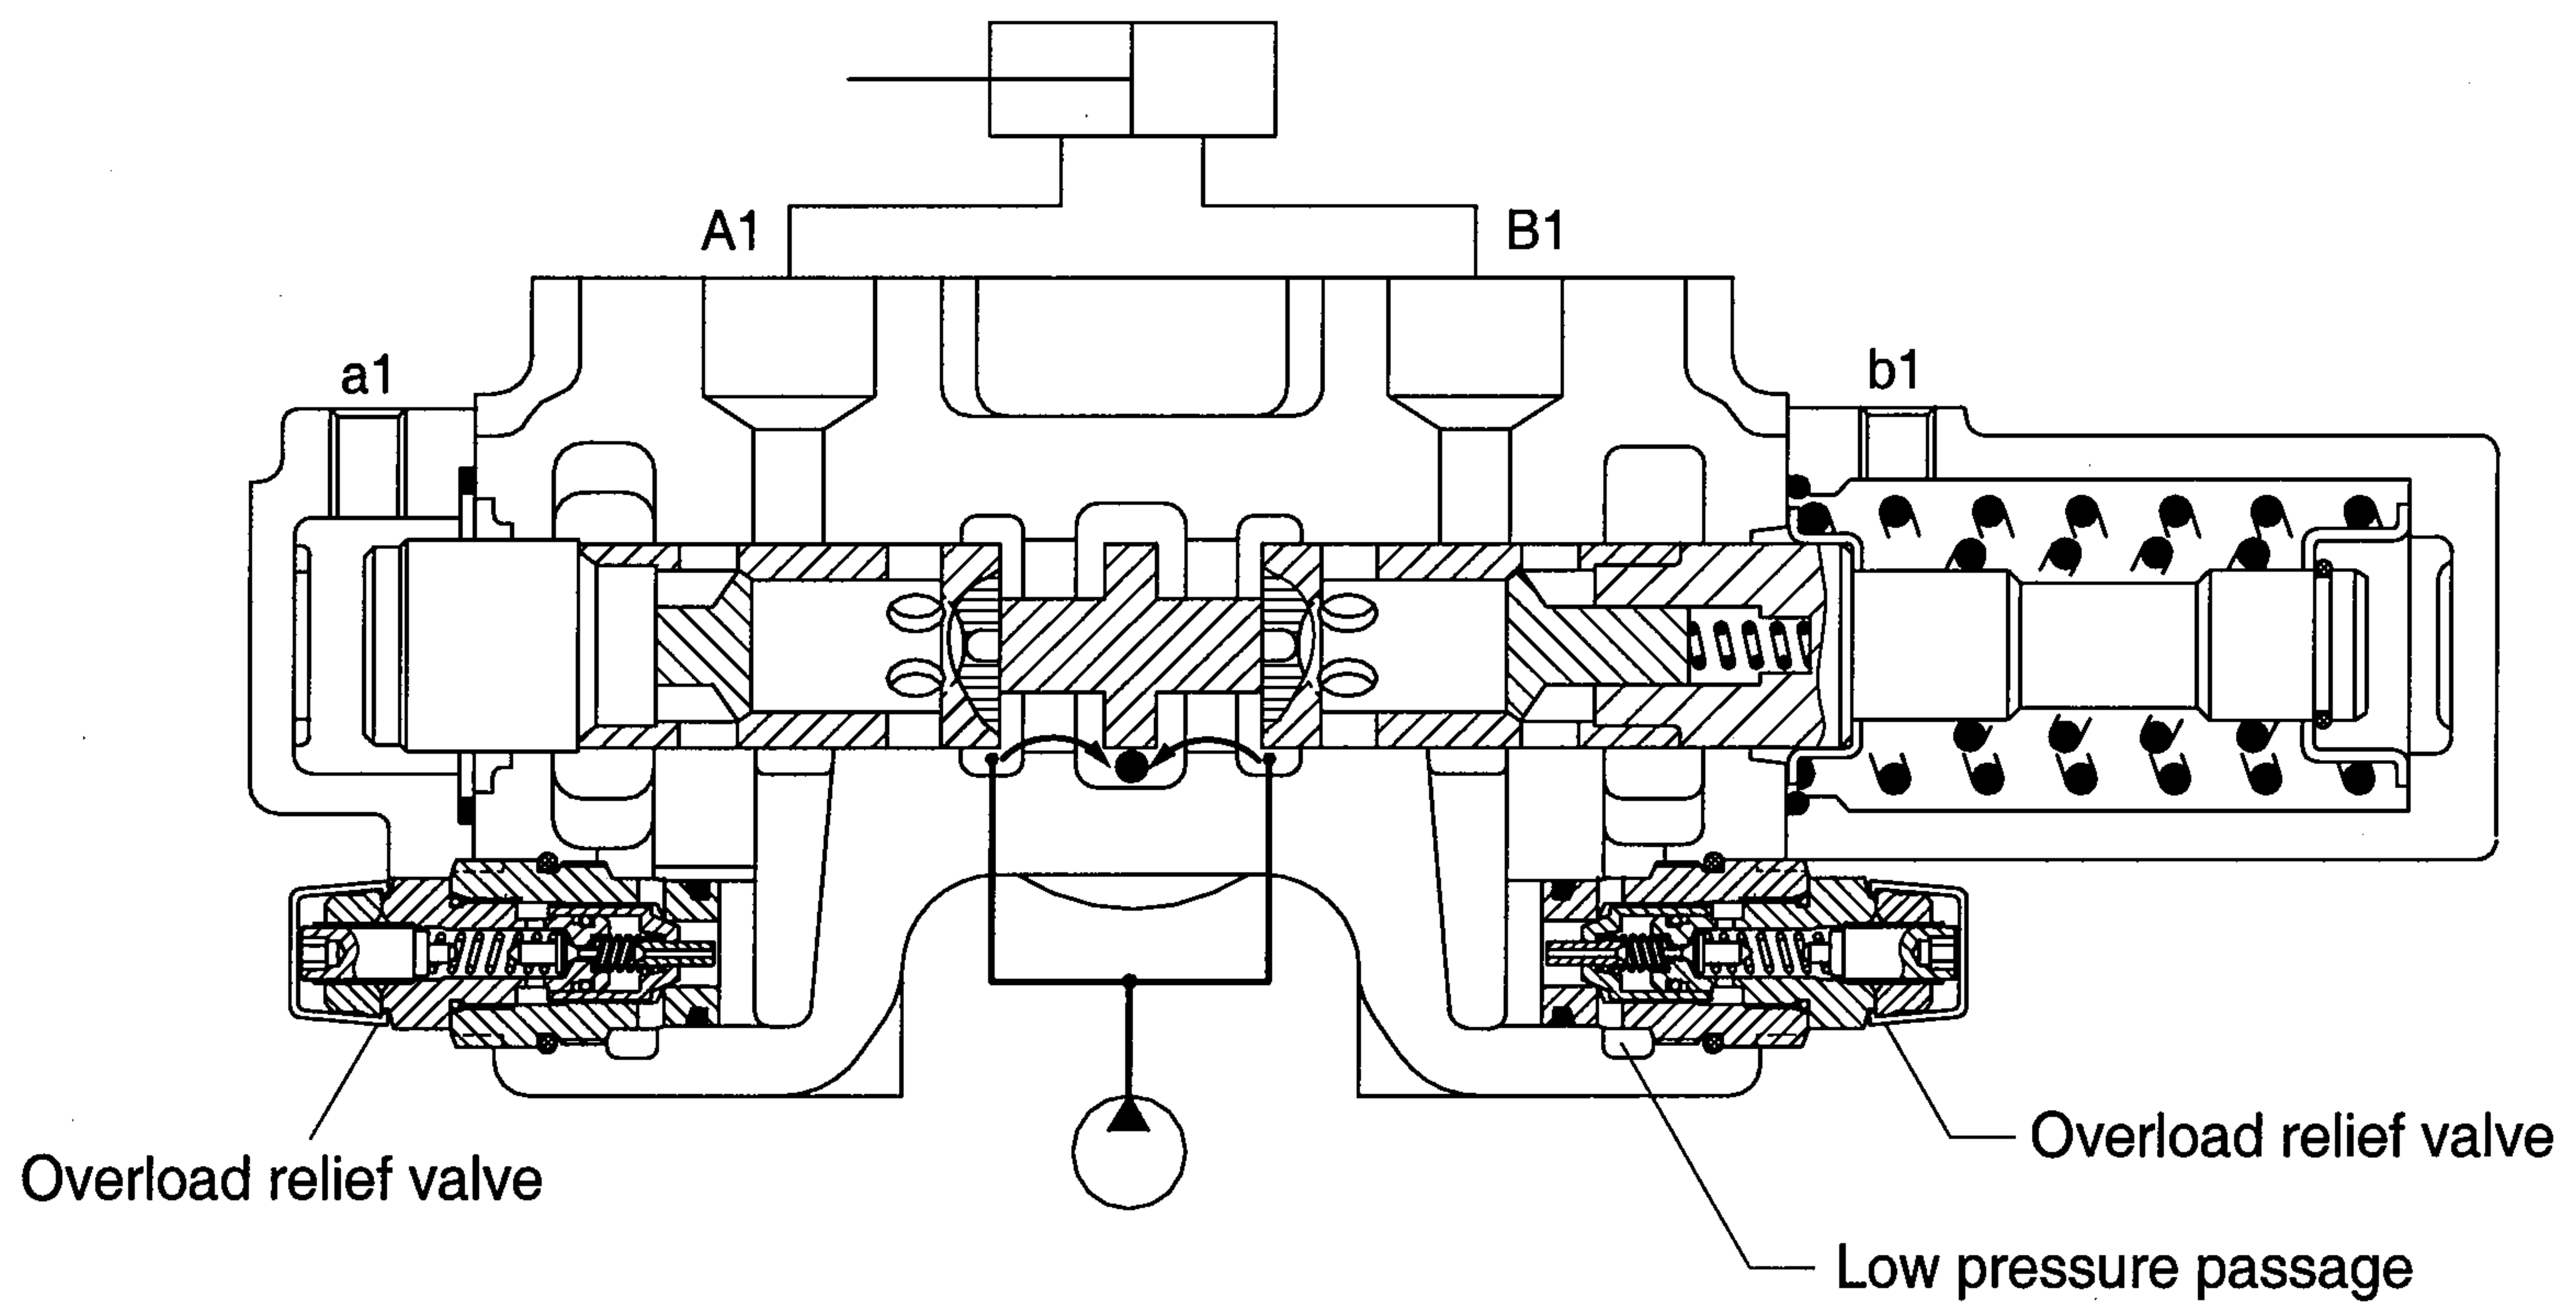 A1
B1
a1
b1
Overload relief valve
Overload relief valve
Low pressure passage